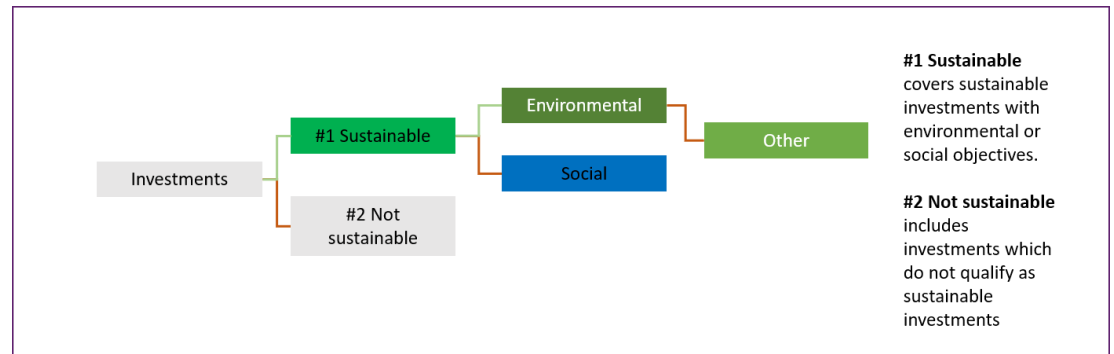 Investments
#1 Sustainable
#2 Not
sustainable
Environmental
Social
Other
#1 Sustainable
covers sustainable
investments with
environmental or
social objectives.
#2 Not sustainable
includes
investments which
do not qualify as
sustainable
investments